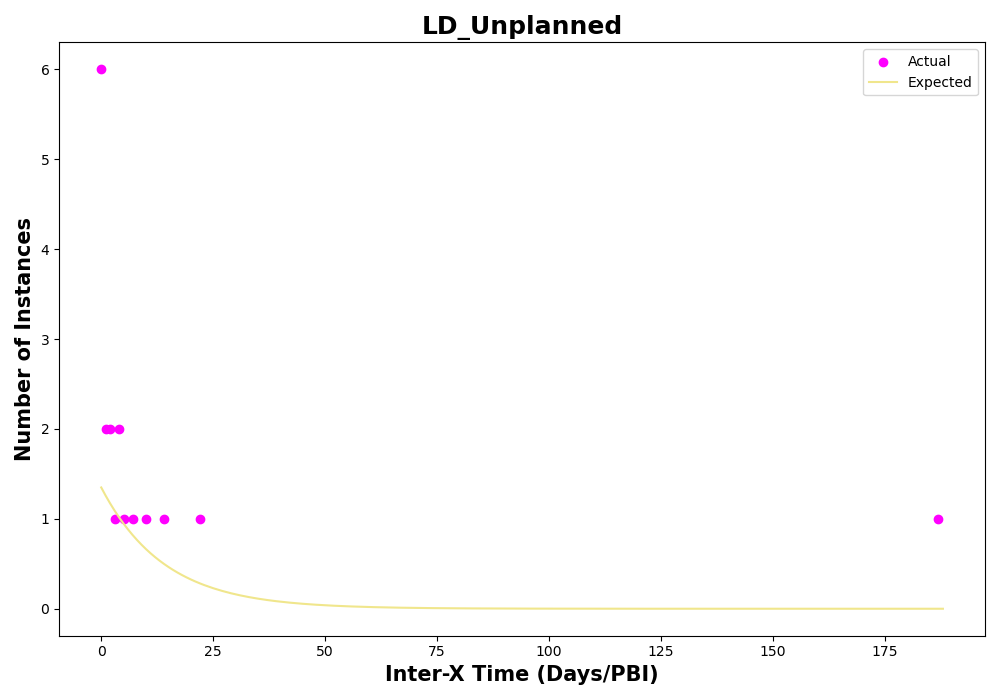 LD_Unplanned
Actual
Expected
Number of Instances
6
5
4
3
2
1
0
0 25 50 75 100 125 150 175
Inter-X Time (Days/PBI)